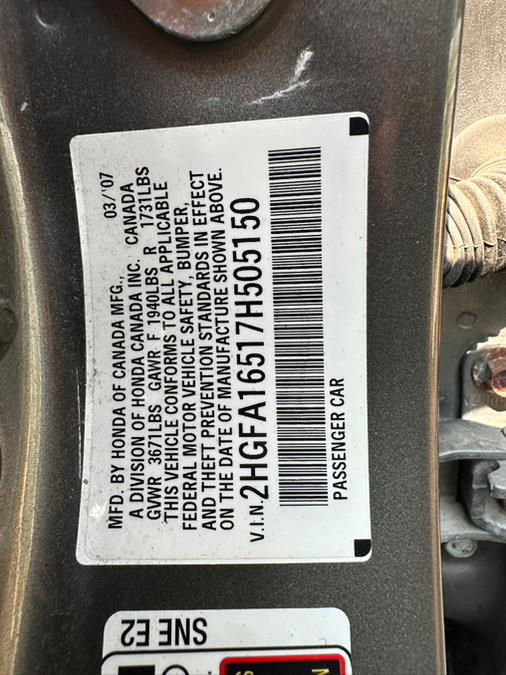 MFD. BY HONDA OF CANADA MFG., 03/'07
A DIVISION OF HONDA CANADA INC. CANADA
GVWR 3671LBS GAWR F 1940LBS R 1731LBS
THIS VEHICLE CONFORMS TO ALL APPLICABLE
FEDERAL MOTOR VEHICLE SAFETY, BUMPER,
AND THEFT PREVENTION STANDARDS IN EFFECT
ON THE DATE OF MANUFACTURE SHOWN ABOVE.
V.I.N. 2HGFA16517H505150
PASSENGER CAR
SNE E2